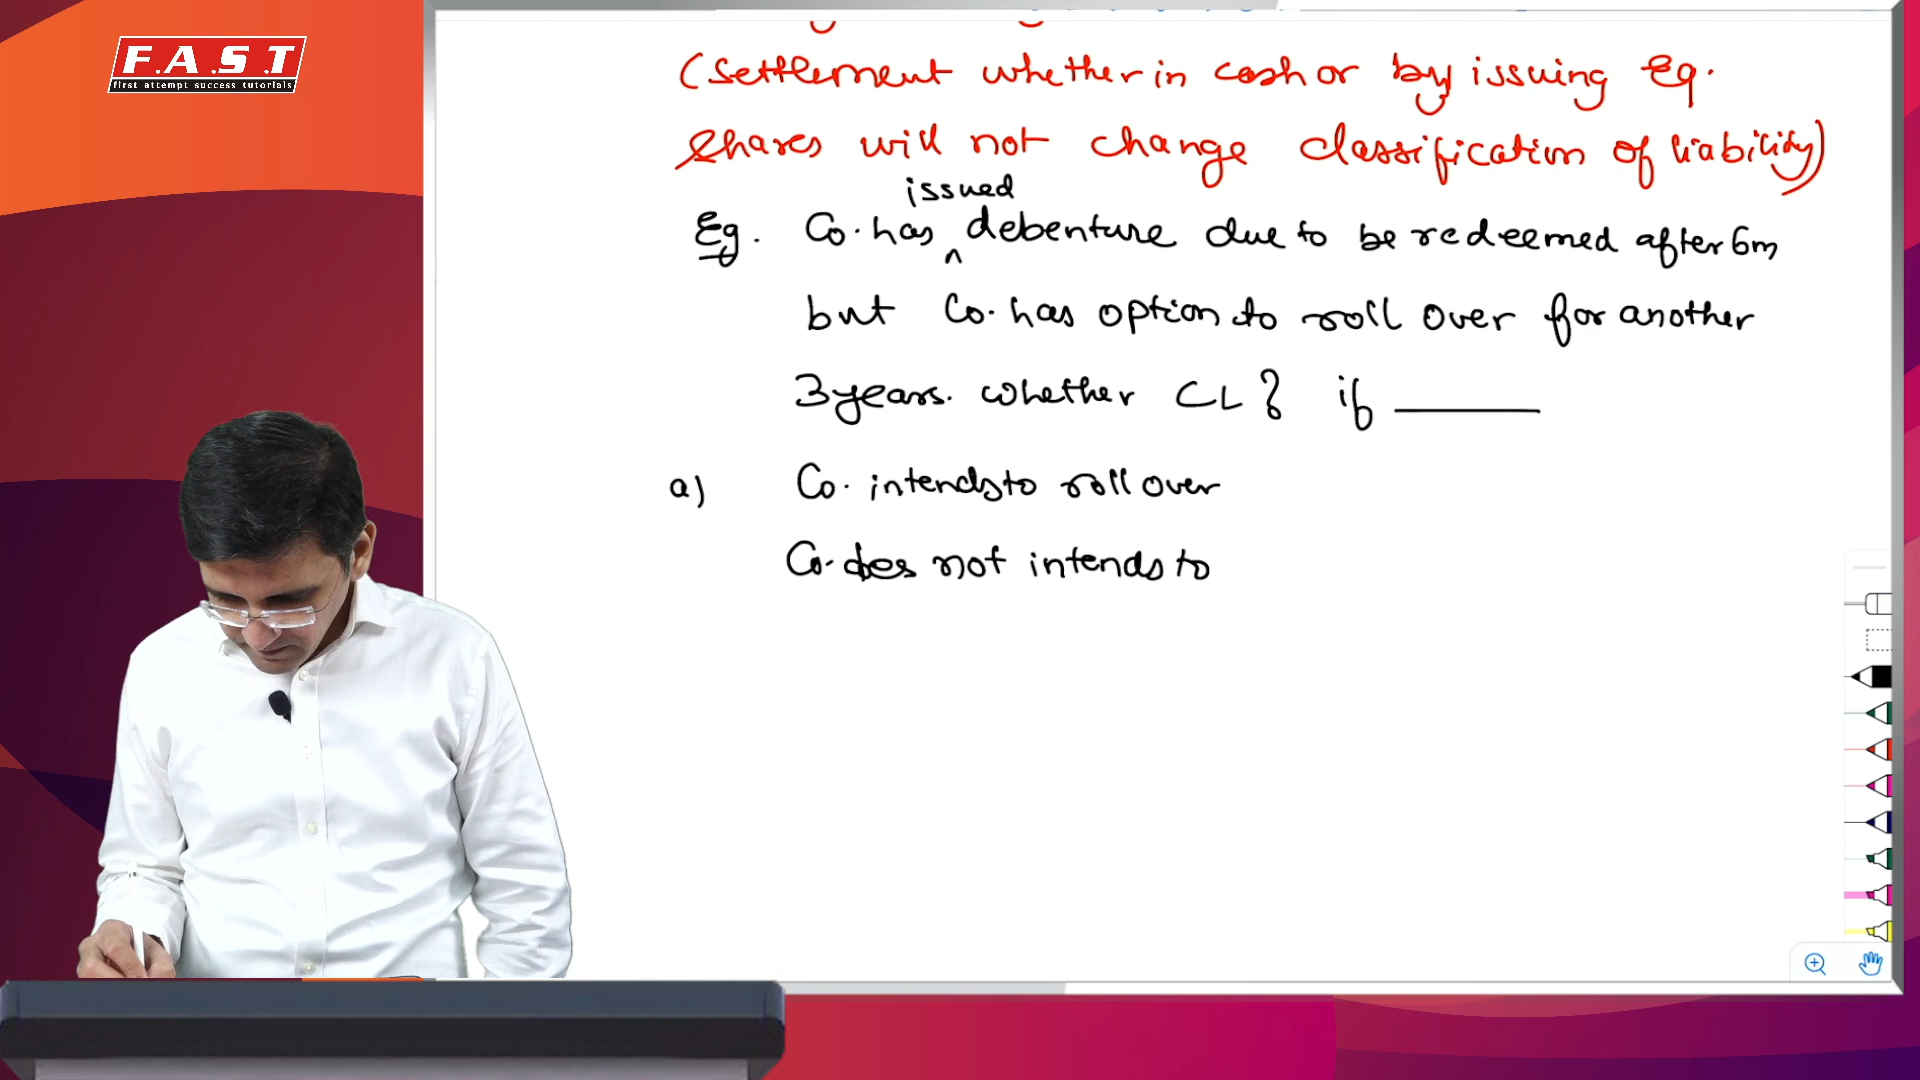 F.A.S.T
first attempt success tutorials
(settlement whether in cash or by issuing Eq.
shares will not change classification of liability)
issued
Eg. Co. has ^ debenture due to be redeemed after 6m
but Co. has option to roll over for another
3 years. whether CL? if ______
a) Co. intends to roll over
Co. does not intends to